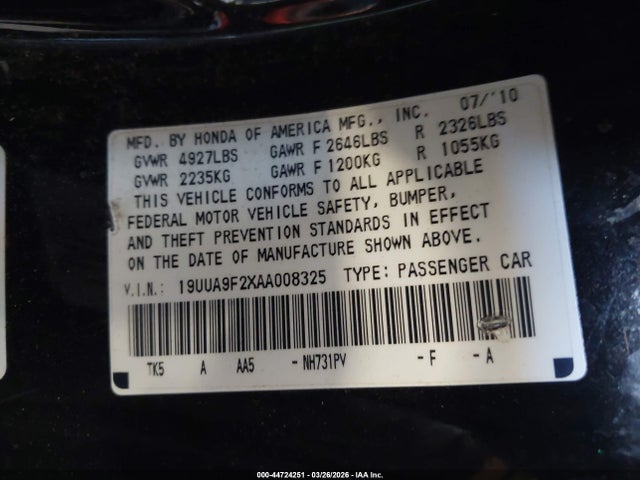 MFD. BY HONDA OF AMERICA MFG., INC. 07/'10
GVWR 4927LBS GAWR F 2646LBS R 2326LBS
GVWR 2235KG GAWR F 1200KG R 1055KG
THIS VEHICLE CONFORMS TO ALL APPLICABLE
FEDERAL MOTOR VEHICLE SAFETY, BUMPER,
AND THEFT PREVENTION STANDARDS IN EFFECT
ON THE DATE OF MANUFACTURE SHOWN ABOVE.
V.I.N.: 19UUA9F2XAA008325 TYPE: PASSENGER CAR
TK5 A AA5 - NH731PV - F - A
000-44724251 - 03/26/2026 - IAA Inc.